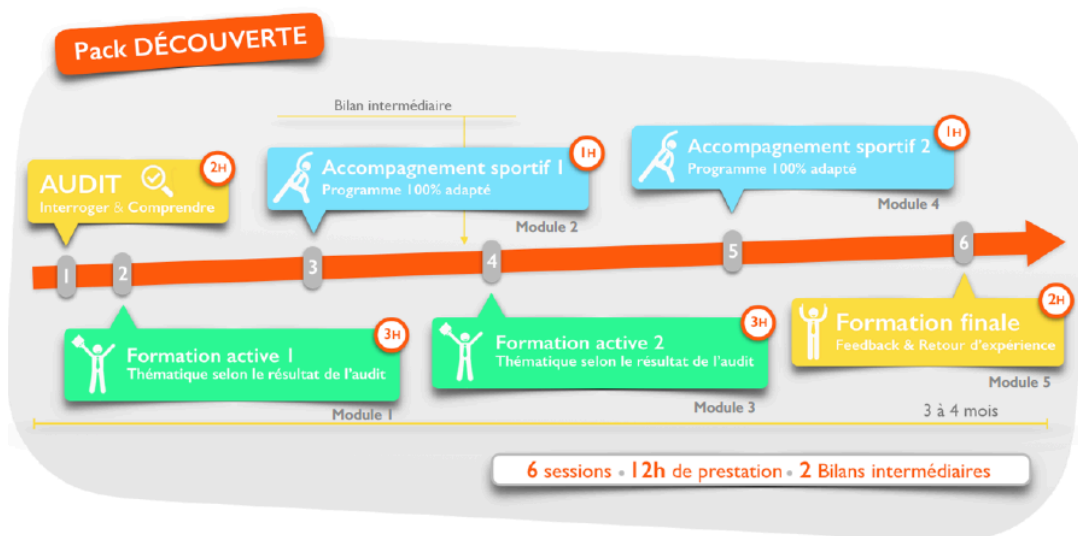 Pack DÉCOUVERTE
Bilan intermédiaire
AUDIT
Interroger & Comprendre
2H
Accompagnement sportif 1
Programme 100% adapté
1H
Module 2
Accompagnement sportif 2
Programme 100% adapté
1H
Module 4
1
2
3
4
5
6
Formation active 1
Thématique selon le résultat de l'audit
3H
Module 1
Formation active 2
Thématique selon le résultat de l'audit
3H
Module 3
Formation finale
Feedback & Retour d'expérience
2H
Module 5
3 à 4 mois
6 sessions • 12h de prestation • 2 Bilans intermédiaires